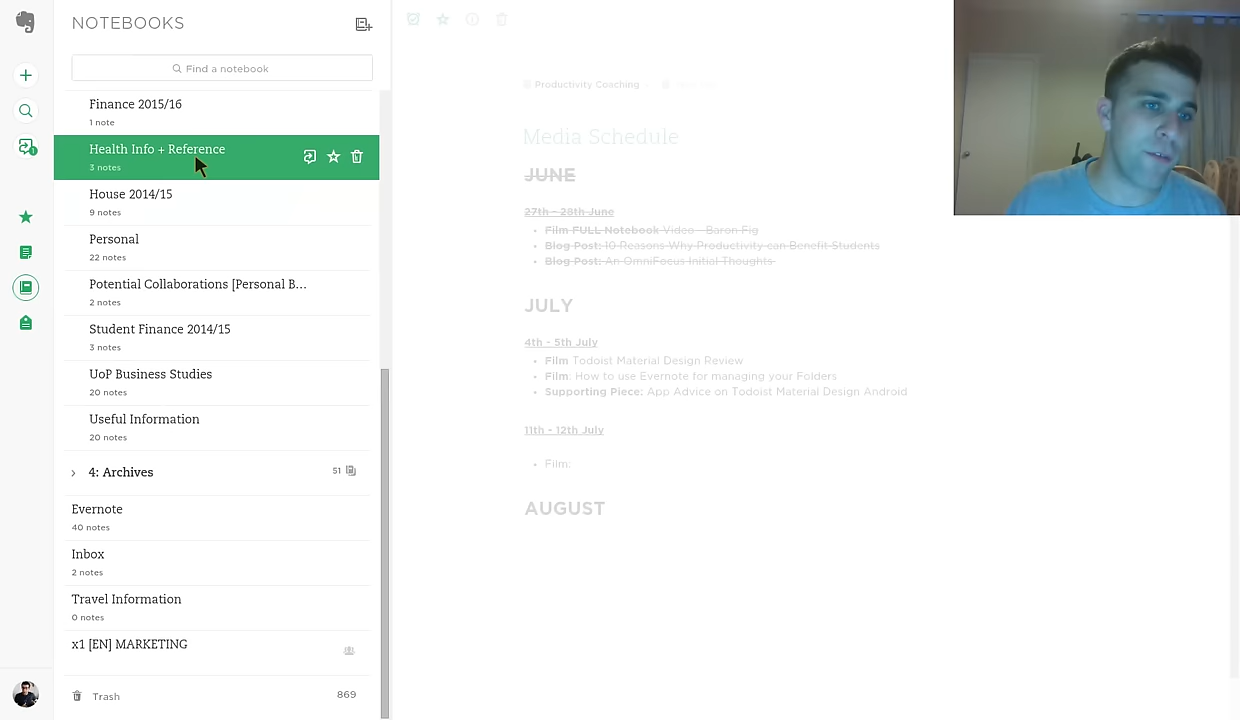 NOTEBOOKS
Find a notebook
Finance 2015/16
1 note
Health Info + Reference
3 notes
House 2014/15
9 notes
Personal
22 notes
Potential Collaborations [Personal B...
2 notes
Student Finance 2014/15
3 notes
UoP Business Studies
20 notes
Useful Information
20 notes
4: Archives
51
Evernote
40 notes
Inbox
2 notes
Travel Information
0 notes
x1 [EN] MARKETING
Trash
869
1
Productivity Coaching
Media Schedule
JUNE
27th - 28th June
Film FULL Notebook Video - Baron Fig
Blog Post: 10 Reasons Why Productivity can Benefit Students
Blog Post: An OmniFocus Initial Thoughts
JULY
4th - 5th July
Film Todoist Material Design Review
Film: How to use Evernote for managing your Folders
Supporting Piece: App Advice on Todoist Material Design Android
11th - 12th July
Film:
AUGUST